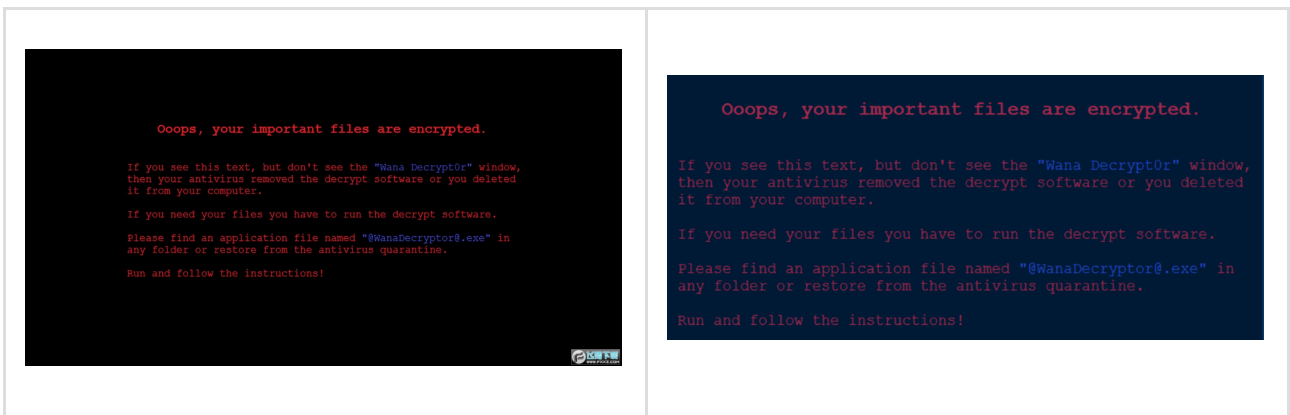 Ooops, your important files are encrypted.
If you see this text, but don't see the "Wana Decrypt0r" window,
then your antivirus removed the decrypt software or you deleted
it from your computer.
If you need your files you have to run the decrypt software.
Please find an application file named "@WanaDecryptor@.exe" in
any folder or restore from the antivirus quarantine.
Run and follow the instructions!
Ooops, your important files are encrypted.
If you see this text, but don't see the "Wana Decrypt0r" window,
then your antivirus removed the decrypt software or you deleted
it from your computer.
If you need your files you have to run the decrypt software.
Please find an application file named "@WanaDecryptor@.exe" in
any folder or restore from the antivirus quarantine.
Run and follow the instructions!